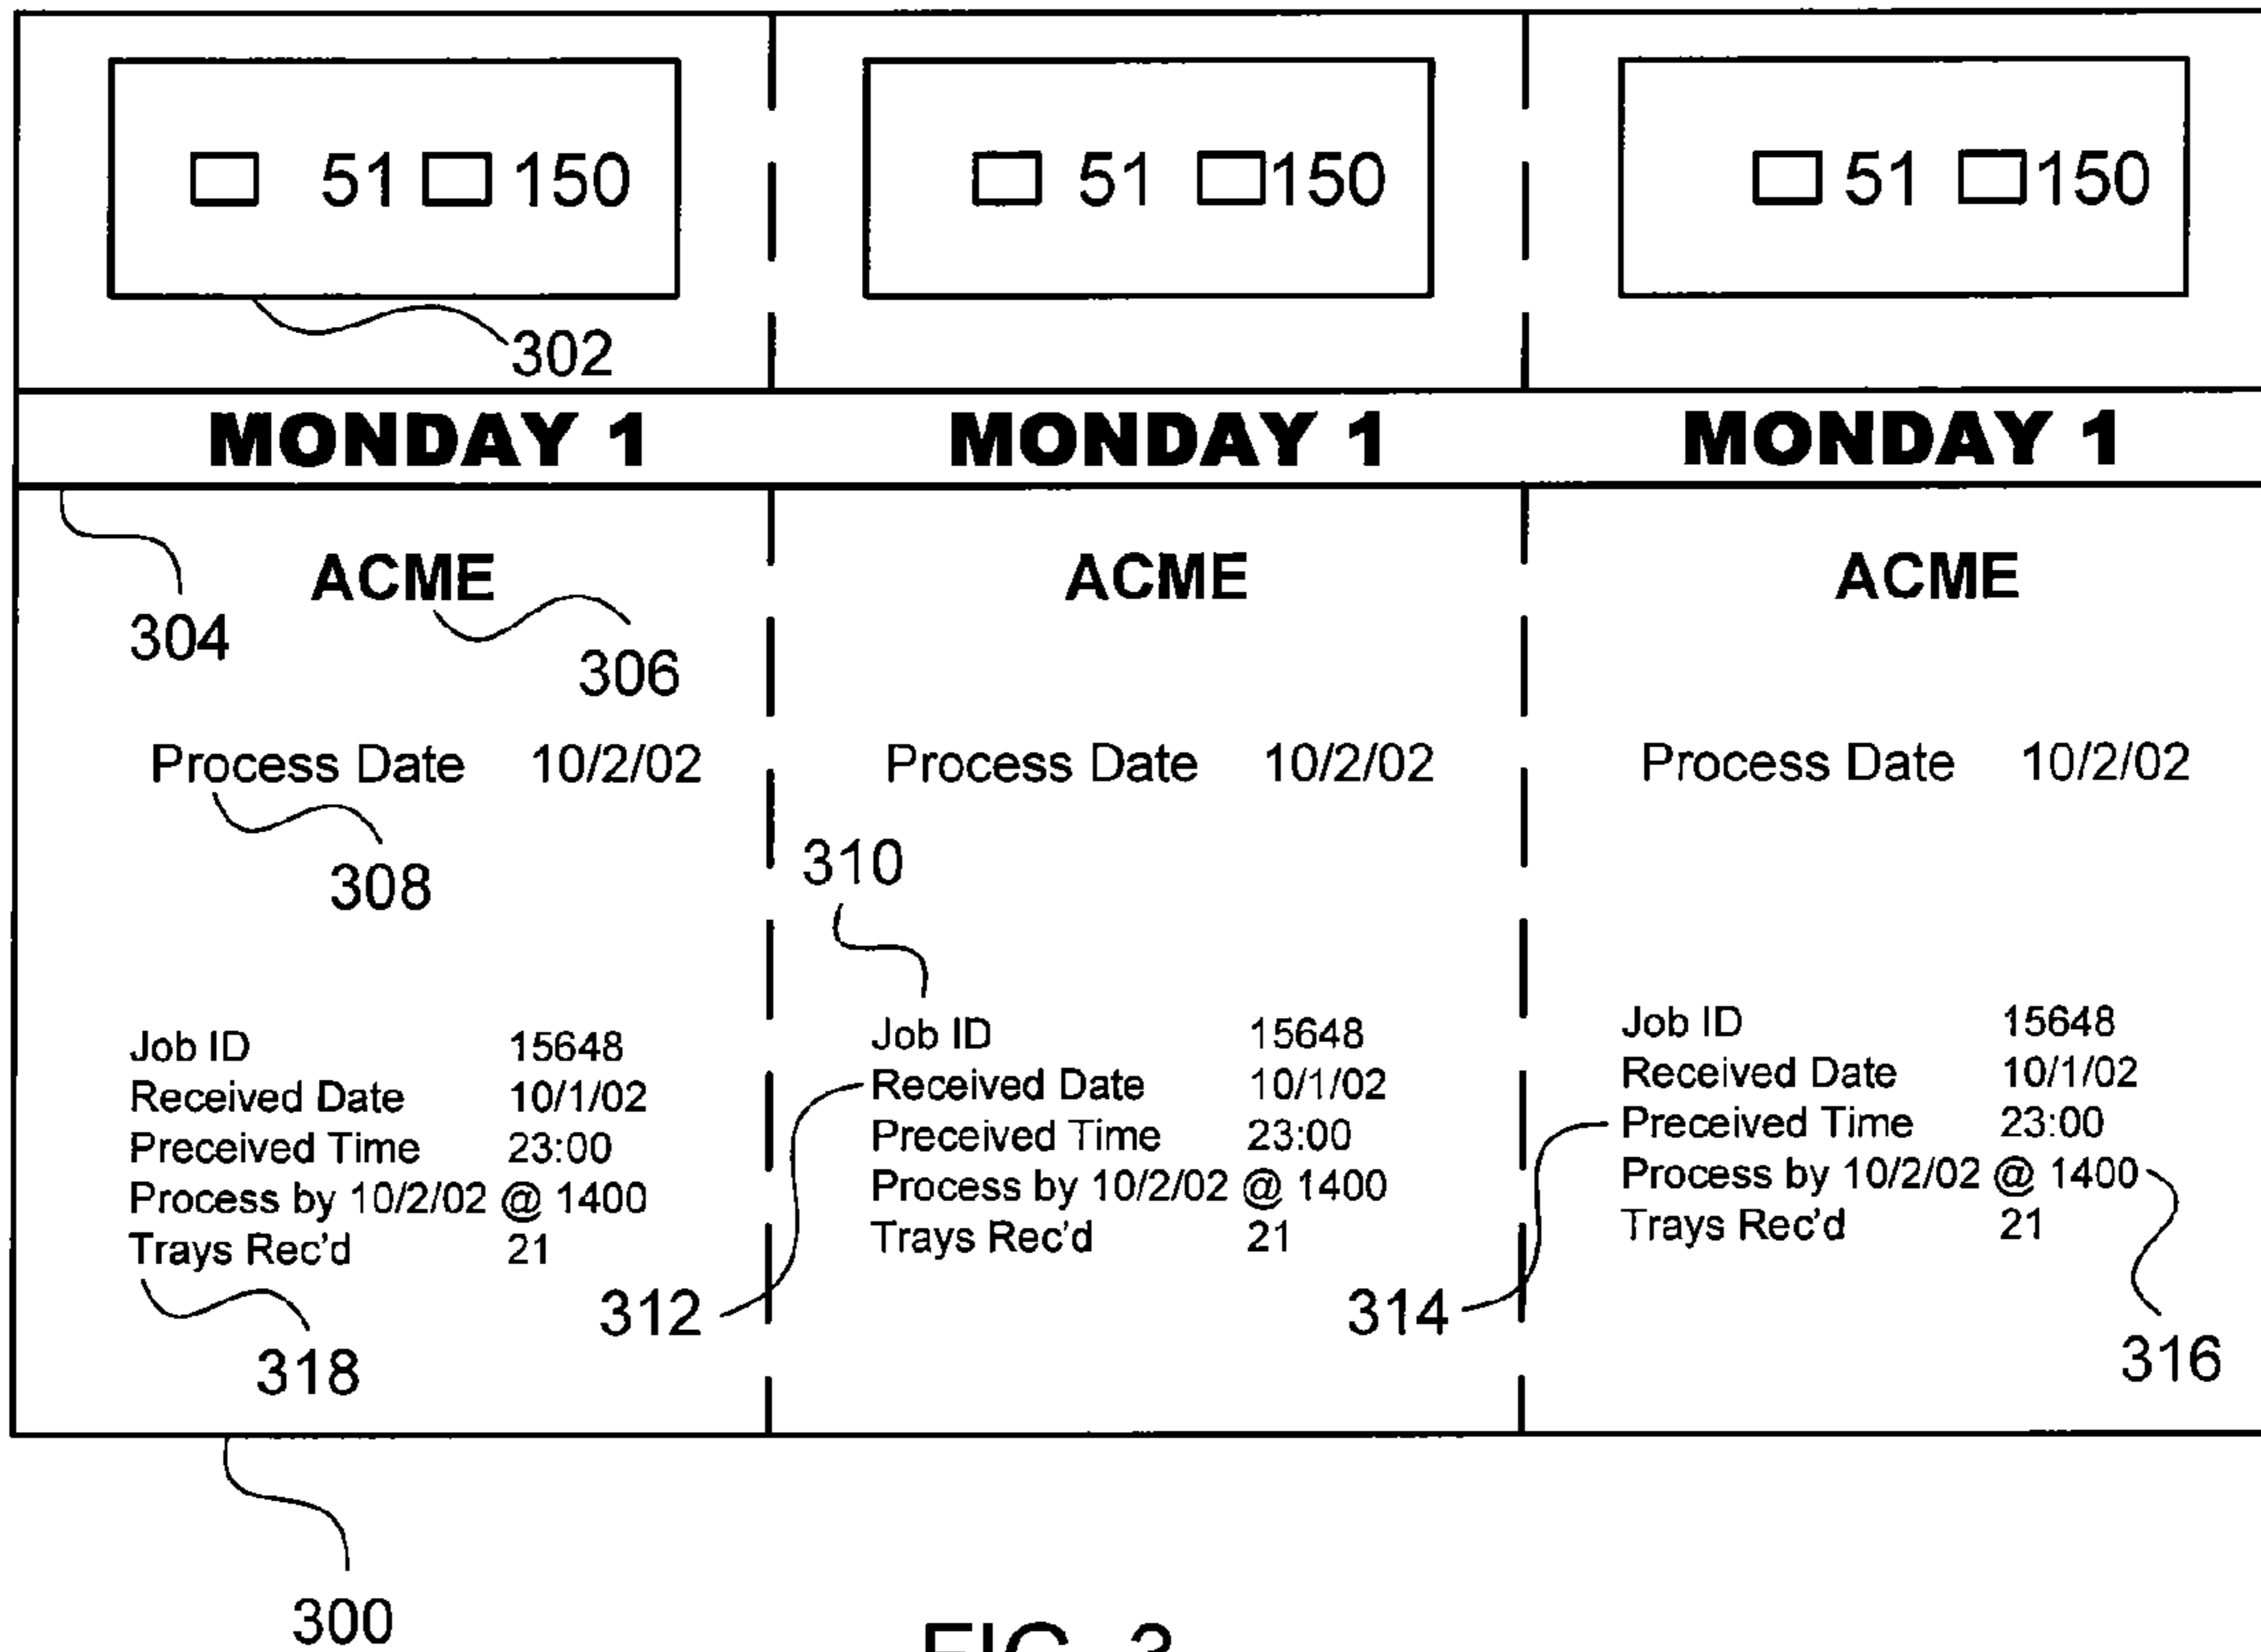 51 150 51 150 51 150
302
MONDAY 1 MONDAY 1 MONDAY 1
ACME ACME ACME
304
306
Process Date 10/2/02 Process Date 10/2/02 Process Date 10/2/02
308
310
Job ID 15648
Received Date 10/1/02
Preceived Time 23:00
Process by 10/2/02 @ 1400
Trays Rec'd 21
318
Job ID 15648
Received Date 10/1/02
Preceived Time 23:00
Process by 10/2/02 @ 1400
Trays Rec'd 21
312
Job ID 15648
Received Date 10/1/02
Preceived Time 23:00
Process by 10/2/02 @ 1400
Trays Rec'd 21
314
316
300
FIG. 3